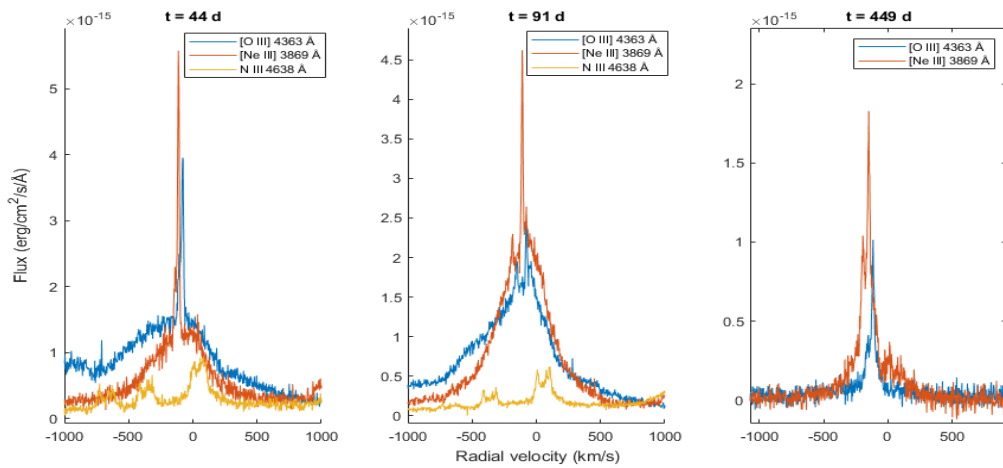 t = 44 d
×10-15
[O III] 4363 Å
[Ne III] 3869 Å
N III 4638 Å
5
4
3
2
1
0
-1000 -500 0 500 1000
Flux (erg/cm2/s/Å)
t = 91 d
×10-15
[O III] 4363 Å
[Ne III] 3869 Å
N III 4638 Å
4.5
4
3.5
3
2.5
2
1.5
1
0.5
0
-1000 -500 0 500 1000
Radial velocity (km/s)
t = 449 d
×10-15
[O III] 4363 Å
[Ne III] 3869 Å
2
1.5
1
0.5
0
-1000 -500 0 500